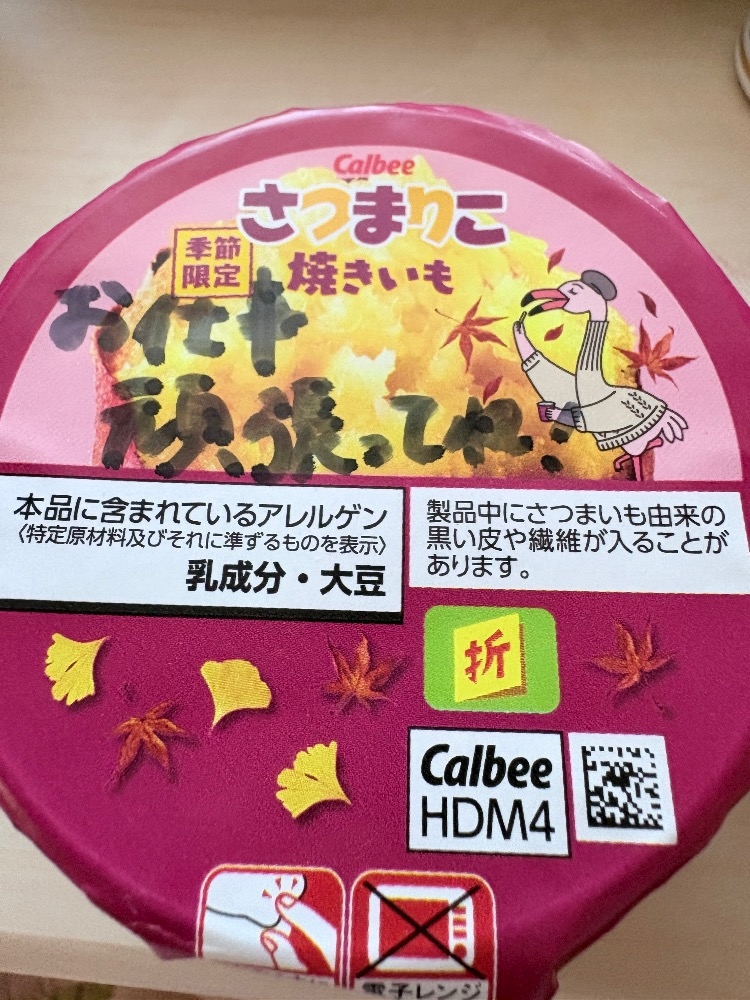 Calbee
さつまりこ
季節
限定
焼きいも
お仕事
頑張ってね!
本品に含まれているアレルゲン
〈特定原材料及びそれに準ずるものを表示〉
乳成分・大豆
製品中にさつまいも由来の
黒い皮や繊維が入ることが
あります。
折
Calbee
HDM4
電子レンジ